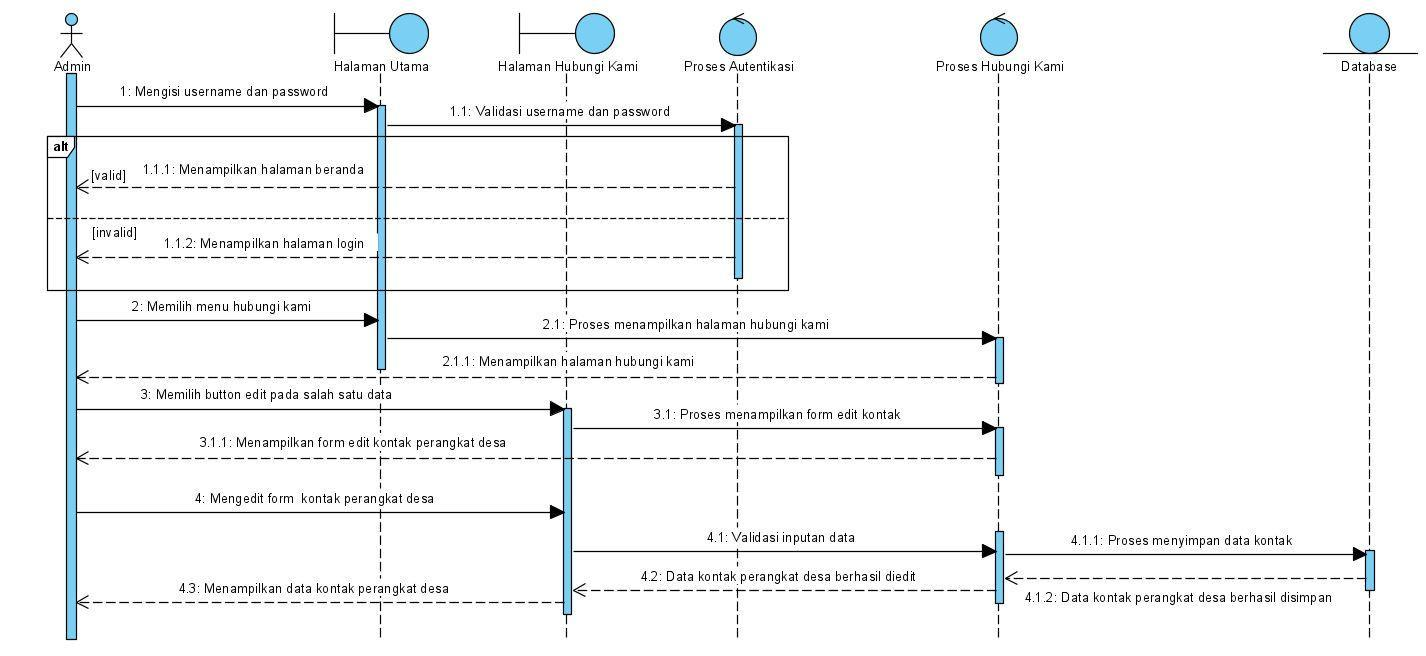 Admin
Halaman Utama
Halaman Hubungi Kami
Proses Autentikasi
Proses Hubungi Kami
Database
1: Mengisi username dan password
1.1: Validasi username dan password
alt
[valid]
1.1.1: Menampilkan halaman beranda
[invalid]
1.1.2: Menampilkan halaman login
2: Memilih menu hubungi kami
2.1: Proses menampilkan halaman hubungi kami
2.1.1: Menampilkan halaman hubungi kami
3: Memilih button edit pada salah satu data
3.1: Proses menampilkan form edit kontak
3.1.1: Menampilkan form edit kontak perangkat desa
4: Mengedit form  kontak perangkat desa
4.1: Validasi inputan data
4.1.1: Proses menyimpan data kontak
4.2: Data kontak perangkat desa berhasil diedit
4.3: Menampilkan data kontak perangkat desa
4.1.2: Data kontak perangkat desa berhasil disimpan